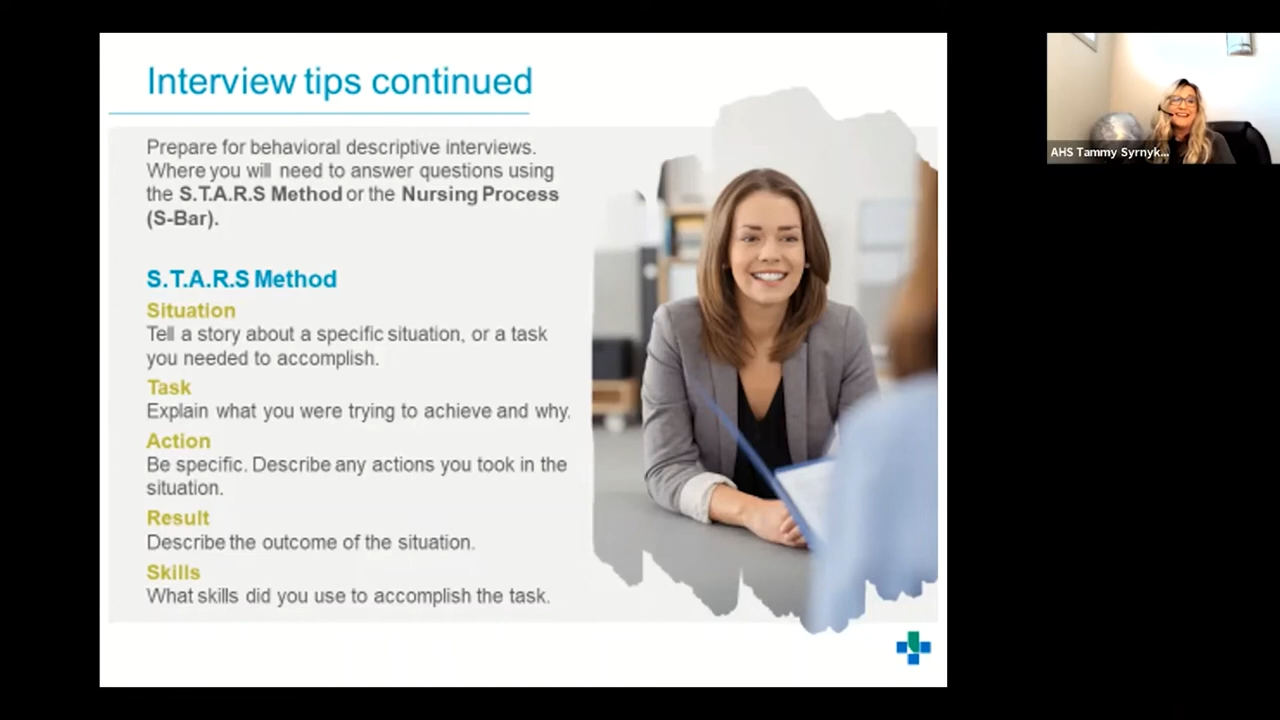 Interview tips continued
Prepare for behavioral descriptive interviews.
Where you will need to answer questions using
the S.T.A.R.S Method or the Nursing Process
(S-Bar).
S.T.A.R.S Method
Situation
Tell a story about a specific situation, or a task
you needed to accomplish.
Task
Explain what you were trying to achieve and why.
Action
Be specific. Describe any actions you took in the
situation.
Result
Describe the outcome of the situation.
Skills
What skills did you use to accomplish the task.
AHS Tammy Syrnyk...